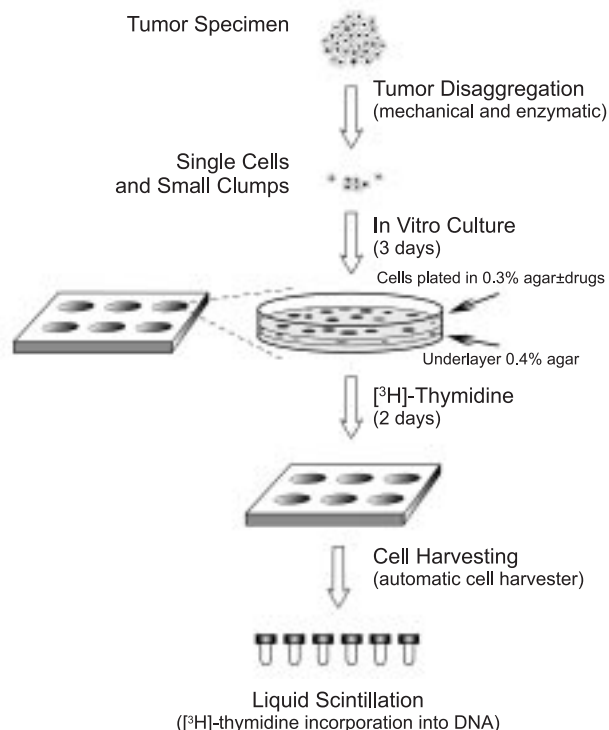 Tumor Specimen
Tumor Disaggregation
(mechanical and enzymatic)
Single Cells
and Small Clumps
In Vitro Culture
(3 days)
Cells plated in 0.3% agar±drugs
Underlayer 0.4% agar
[³H]-Thymidine
(2 days)
Cell Harvesting
(automatic cell harvester)
Liquid Scintillation
([³H]-thymidine incorporation into DNA)